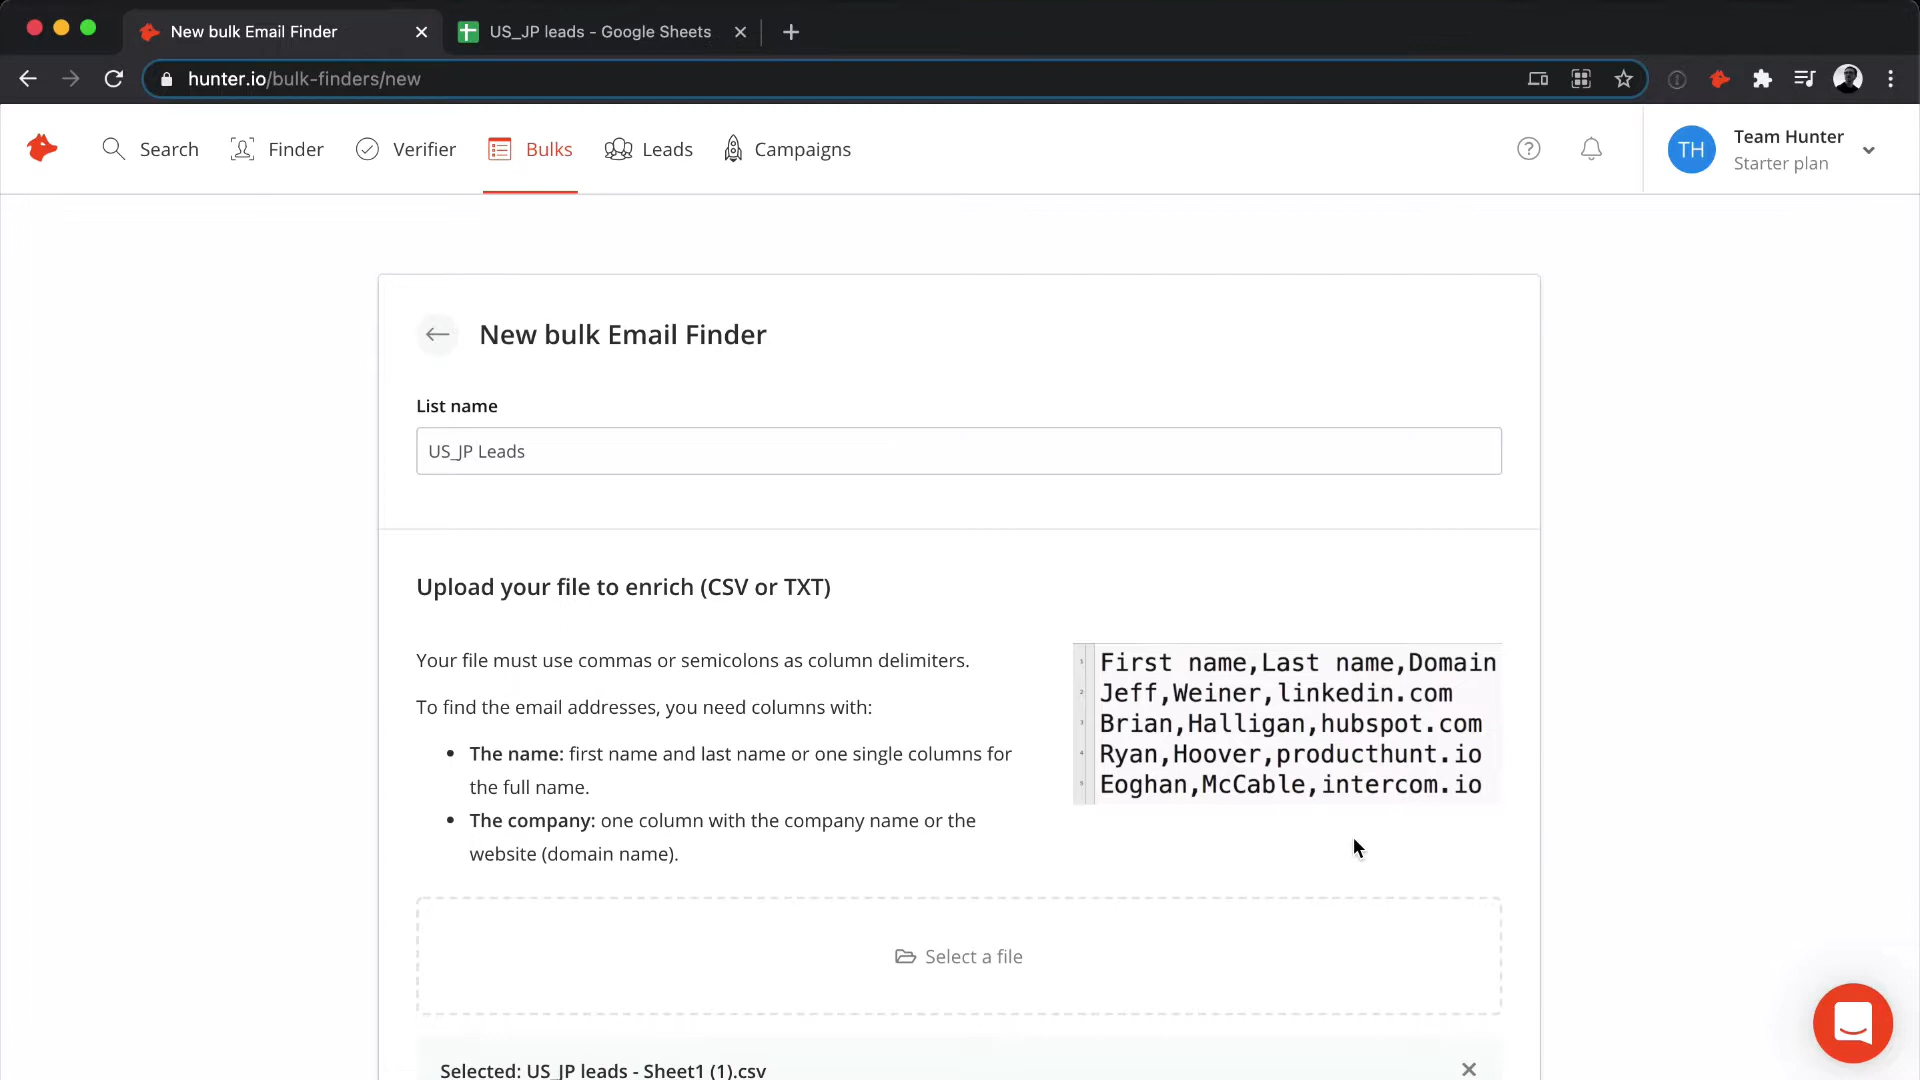 New bulk Email Finder
US_JP leads - Google Sheets
hunter.io/bulk-finders/new
Search
Finder
Verifier
Bulks
Leads
Campaigns
TH
Team Hunter
Starter plan
New bulk Email Finder
List name
US_JP Leads
Upload your file to enrich (CSV or TXT)
Your file must use commas or semicolons as column delimiters.
To find the email addresses, you need columns with:
The name: first name and last name or one single columns for
the full name.
The company: one column with the company name or the
website (domain name).
1 First name,Last name,Domain
2 Jeff,Weiner,linkedin.com
3 Brian,Halligan,hubspot.com
4 Ryan,Hoover,producthunt.io
5 Eoghan,McCable,intercom.io
Select a file
Selected: US_JP leads - Sheet1 (1).csv